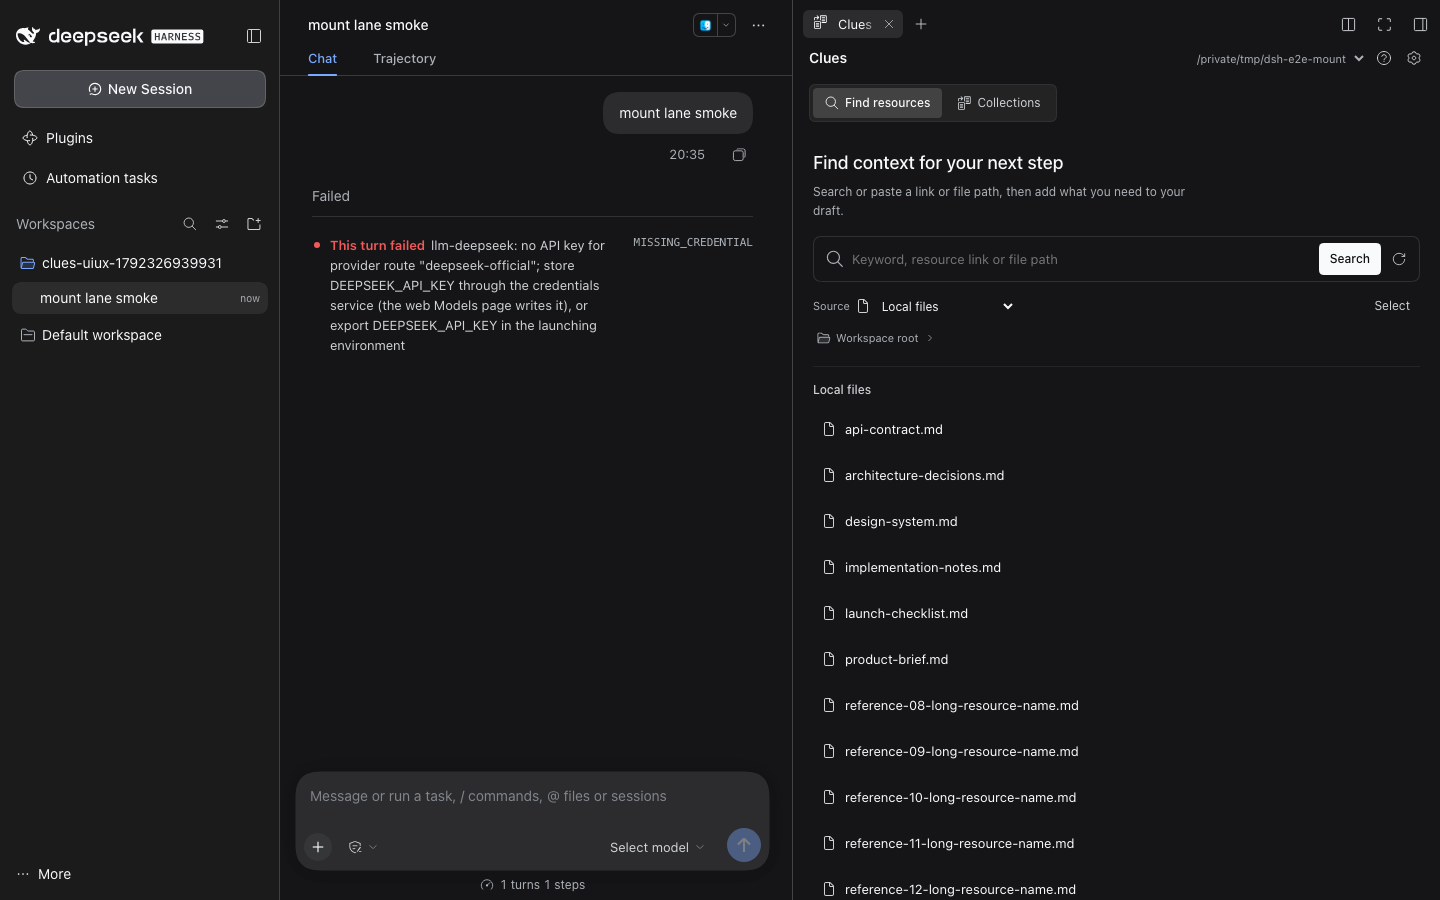 deepseek HARNESS
New Session
Plugins
Automation tasks
Workspaces
clues-uiux-1792326939931
mount lane smoke now
Default workspace
More
mount lane smoke
Chat Trajectory
mount lane smoke
20:35
Failed
This turn failed llm-deepseek: no API key for
provider route "deepseek-official"; store
DEEPSEEK_API_KEY through the credentials
service (the web Models page writes it), or
export DEEPSEEK_API_KEY in the launching
environment
MISSING_CREDENTIAL
Message or run a task, / commands, @ files or sessions
Select model
1 turns 1 steps
Clues
Clues
/private/tmp/dsh-e2e-mount
Find resources Collections
Find context for your next step
Search or paste a link or file path, then add what you need to your
draft.
Keyword, resource link or file path Search
Source Local files Select
Workspace root
Local files
api-contract.md
architecture-decisions.md
design-system.md
implementation-notes.md
launch-checklist.md
product-brief.md
reference-08-long-resource-name.md
reference-09-long-resource-name.md
reference-10-long-resource-name.md
reference-11-long-resource-name.md
reference-12-long-resource-name.md